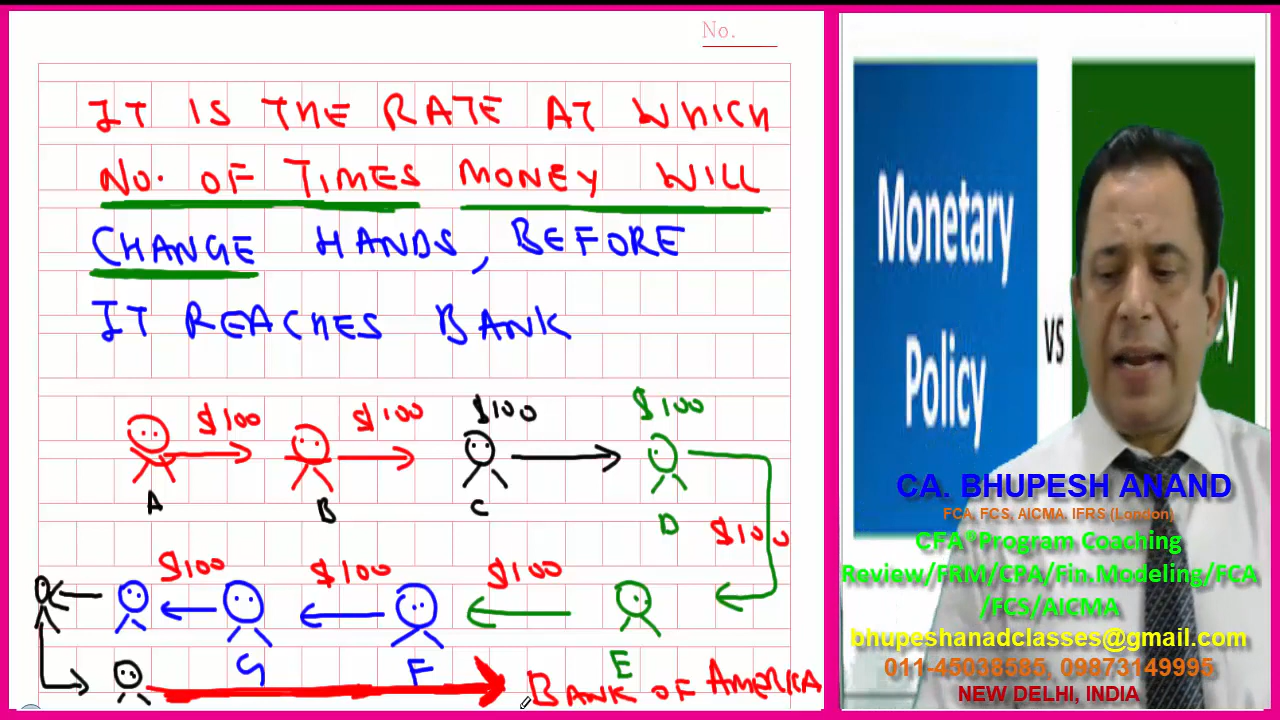 No.
IT IS THE RATE AT WHICH
NO. OF TIMES MONEY WILL
CHANGE HANDS, BEFORE
IT REACHES BANK
$100 $100 $100 $100
A B C D
$100
$100 $100 $100
G F E
BANK OF AMERICA
Monetary
Policy
vs
CA. BHUPESH ANAND
FCA, FCS, AICMA, IFRS (London)
CFA®Program Coaching
Review/FRM/CPA/Fin.Modeling/FCA
/FCS/AICMA
bhupeshanadclasses@gmail.com
011-45038585, 09873149995
NEW DELHI, INDIA